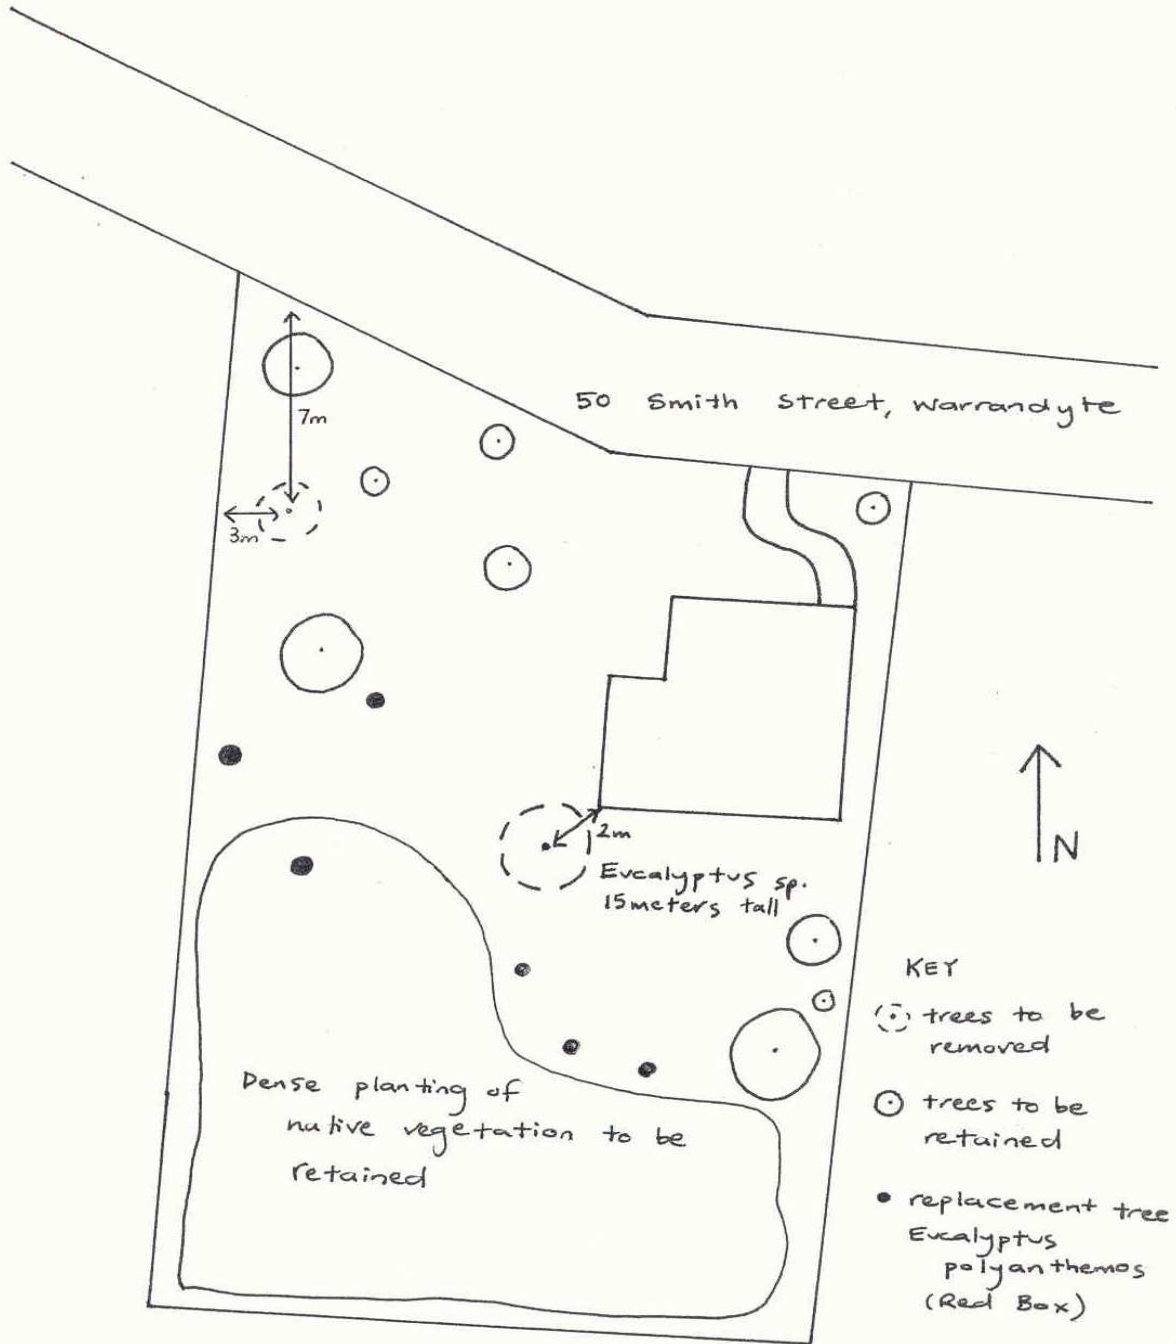 50 Smith Street, Warrandyte
7m
3m
2m
Eucalyptus sp.
15meters tall
N
KEY
trees to be
removed
trees to be
retained
replacement tree
Eucalyptus
polyanthemos
(Red Box)
Dense planting of
native vegetation to be
retained